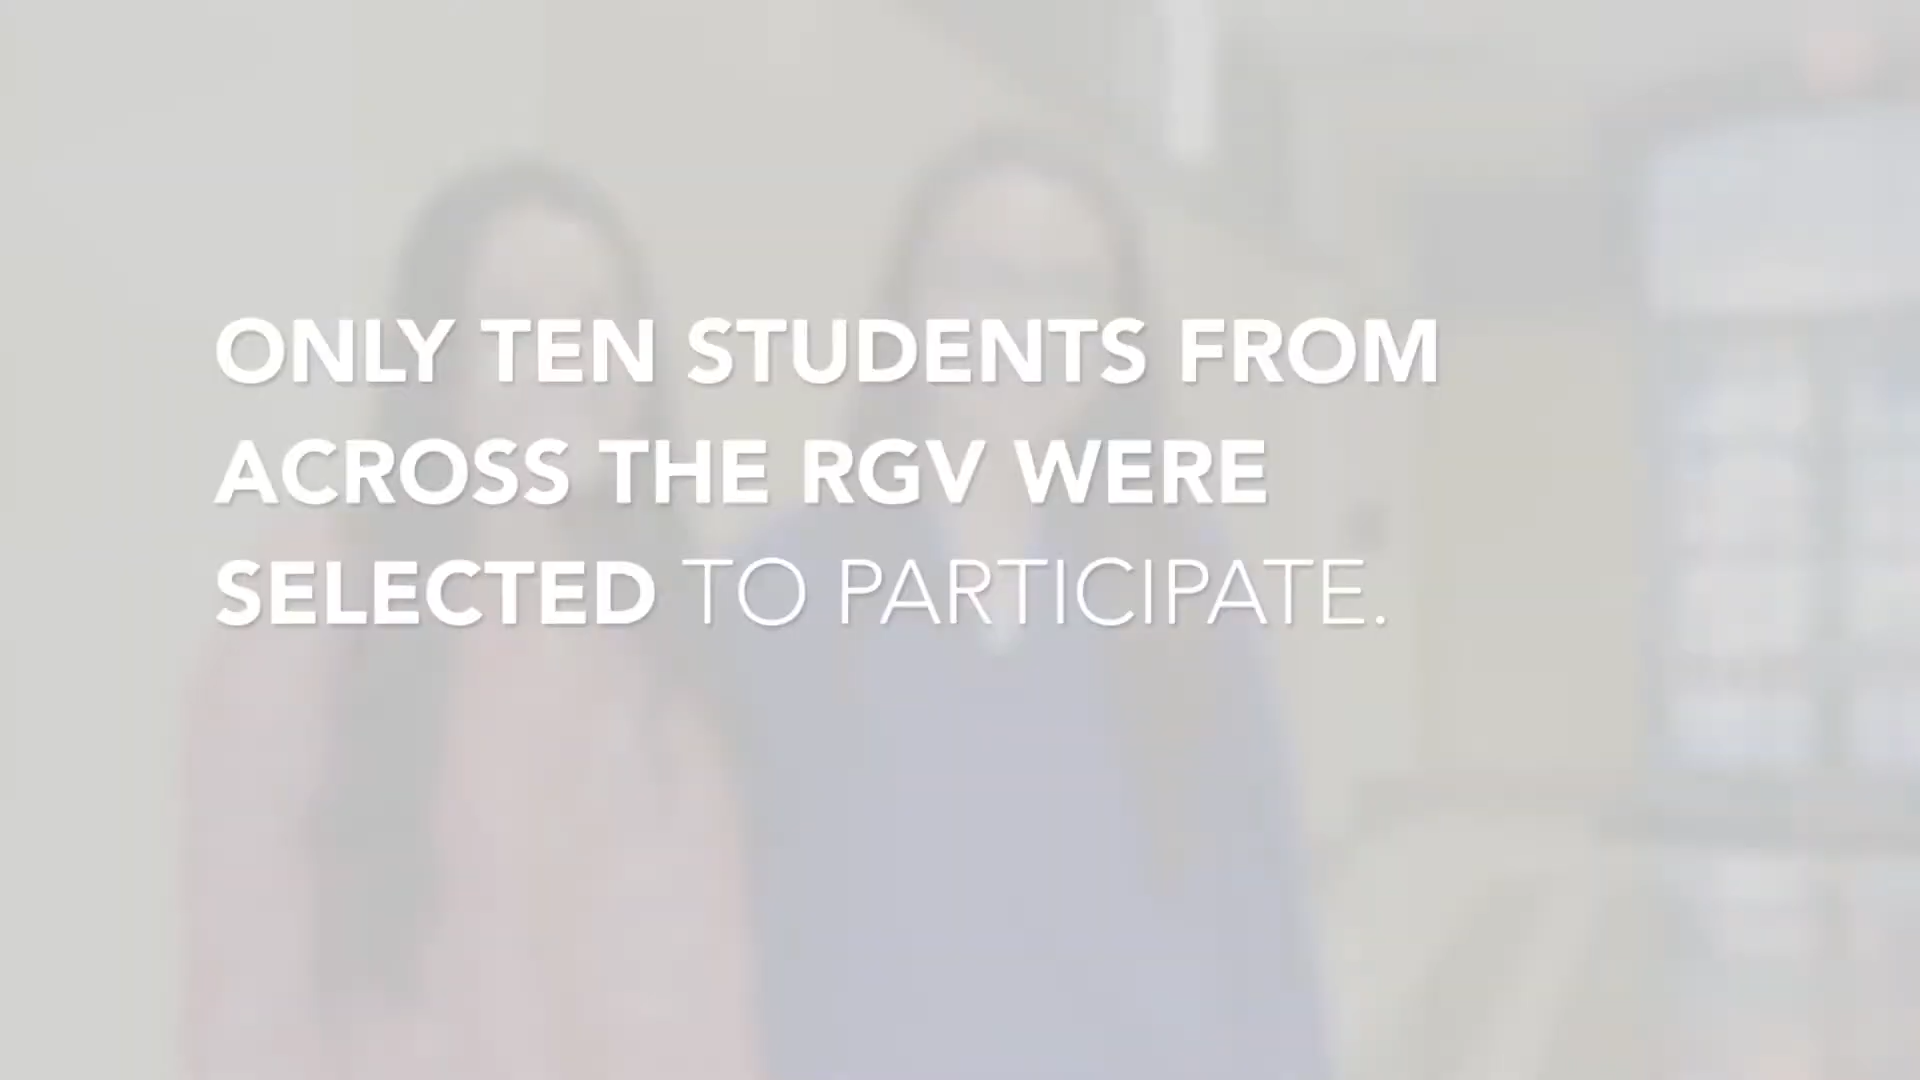 ONLY TEN STUDENTS FROM
ACROSS THE RGV WERE
SELECTED TO PARTICIPATE.